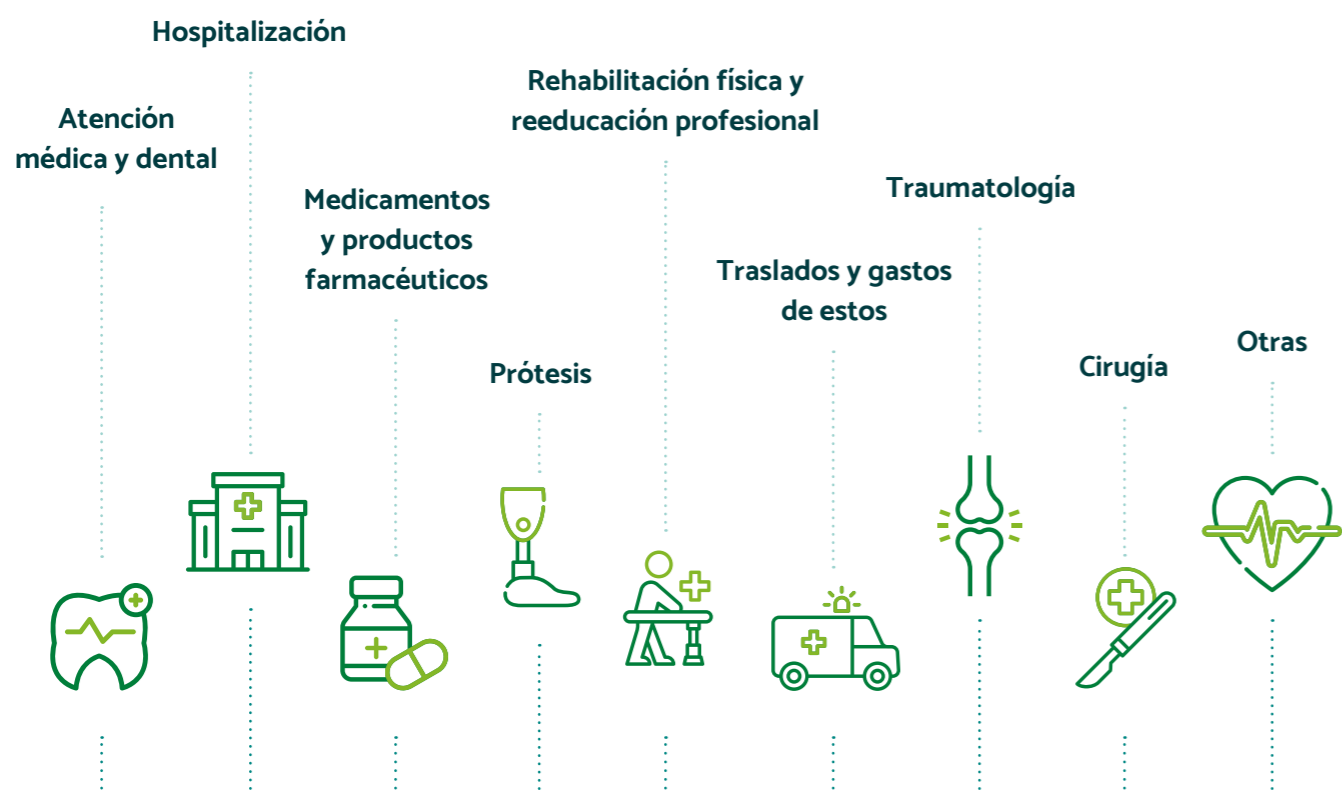 Hospitalización
Atención
médica y dental
Medicamentos
y productos
farmacéuticos
Prótesis
Rehabilitación física y
reeducación profesional
Traslados y gastos
de estos
Traumatología
Cirugía
Otras